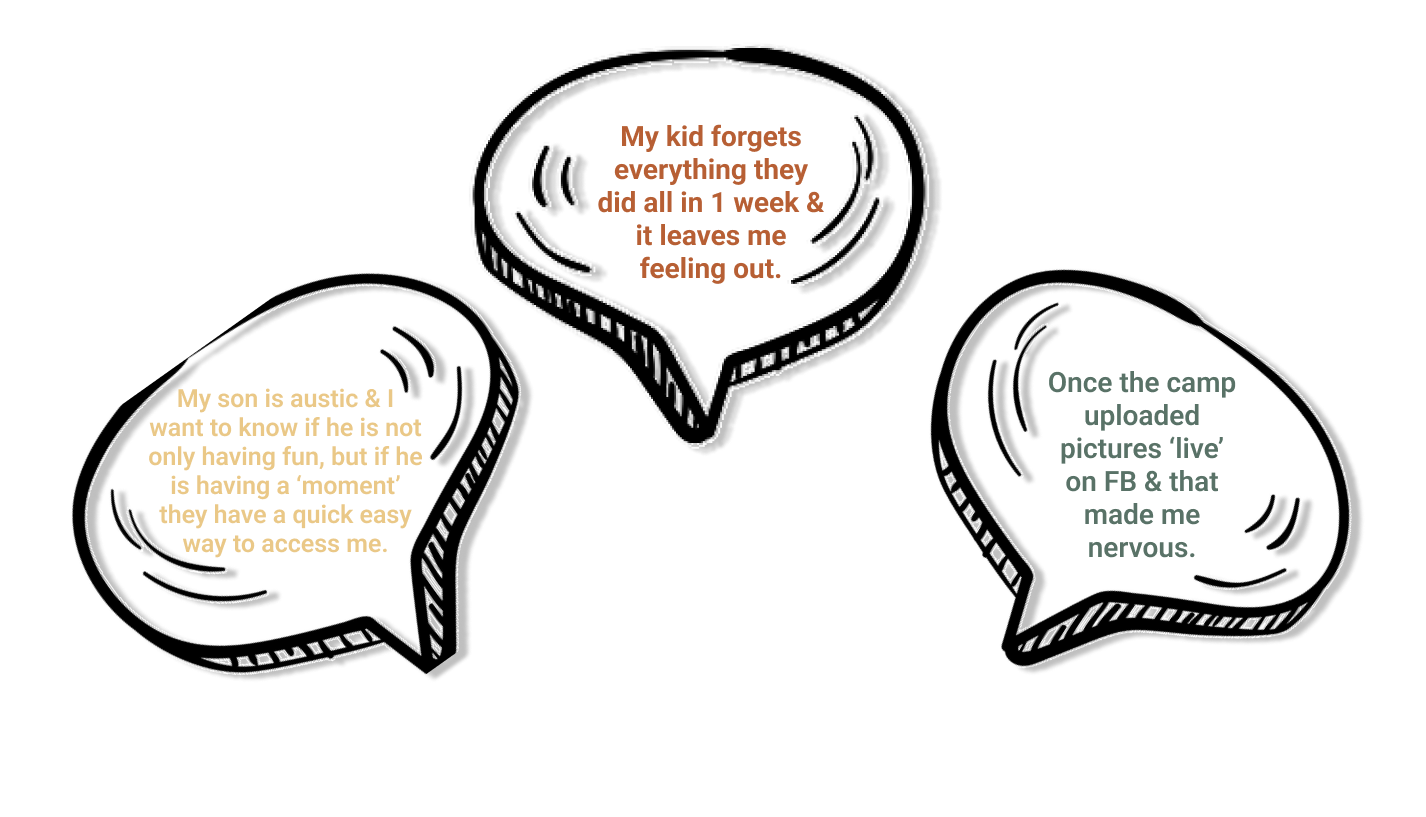 My kid forgets
everything they
did all in 1 week &
it leaves me
feeling out.
My son is austic & I
want to know if he is not
only having fun, but if he
is having a ‘moment’
they have a quick easy
way to access me.
Once the camp
uploaded
pictures ‘live’
on FB & that
made me
nervous.